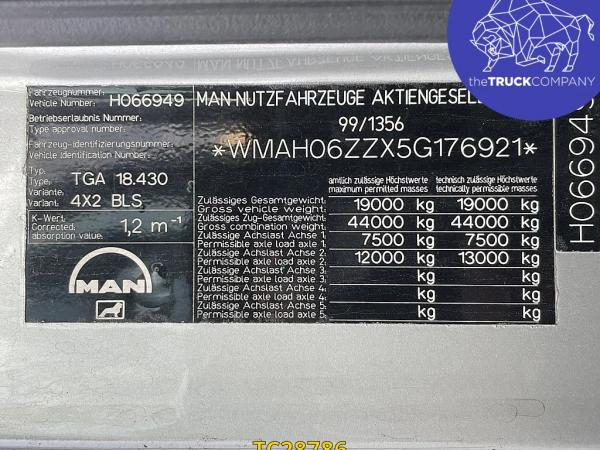 theTRUCKCOMPANY
Fahrzeugnummer: H066949
Vehicle Number:
MAN-NUTZFAHRZEUGE
Betriebserlaubnis Nummer:
Type approval number:
99/1356
Fahrzeug-Identifizierungsnummer:
Vehicle Identification Number:
*WMAH06ZZX5G176921*
Typ:
Type: TGA 18.430
Variante:
Variant: 4X2 BLS
K-Wert:
Corrected
absorption value: 1,2 m⁻¹
MAN
amtlich zulässige Höchstwerte technisch zulässige Höchstwerte
maximum permitted masses technically permissible masses
Zulässiges Gesamtgewicht:
Gross vehicle weight: 19000 kg 19000 kg
Zulässiges Zug-Gesamtgewicht:
Gross combination weight: 44000 kg 44000 kg
Zulässige Achslast Achse 1:
Permissible axle load axle 1: 7500 kg 7500 kg
Zulässige Achslast Achse 2:
Permissible axle load axle 2: 12000 kg 13000 kg
Zulässige Achslast Achse 3:
Permissible axle load axle 3: kg kg
Zulässige Achslast Achse 4:
Permissible axle load axle 4: kg kg
Zulässige Achslast Achse 5:
Permissible axle load axle 5: kg kg
H066949
TC28786